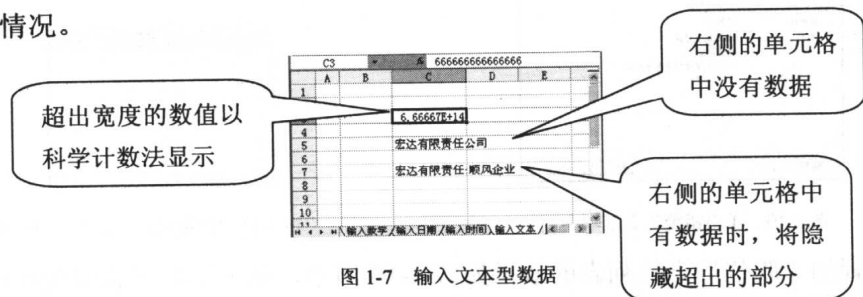 情况。
右侧的单元格
中没有数据
超出宽度的数值以
科学计数法显示
C3 666666666666666
A B C D E
1
6.66667E+14
4
5 宏达有限责任公司
6
7 宏达有限责任 顺风企业
8
9
10
输入数字/输入日期/输入时间\输入文本/
右侧的单元格中
有数据时，将隐
藏超出的部分
图 1-7 输入文本型数据